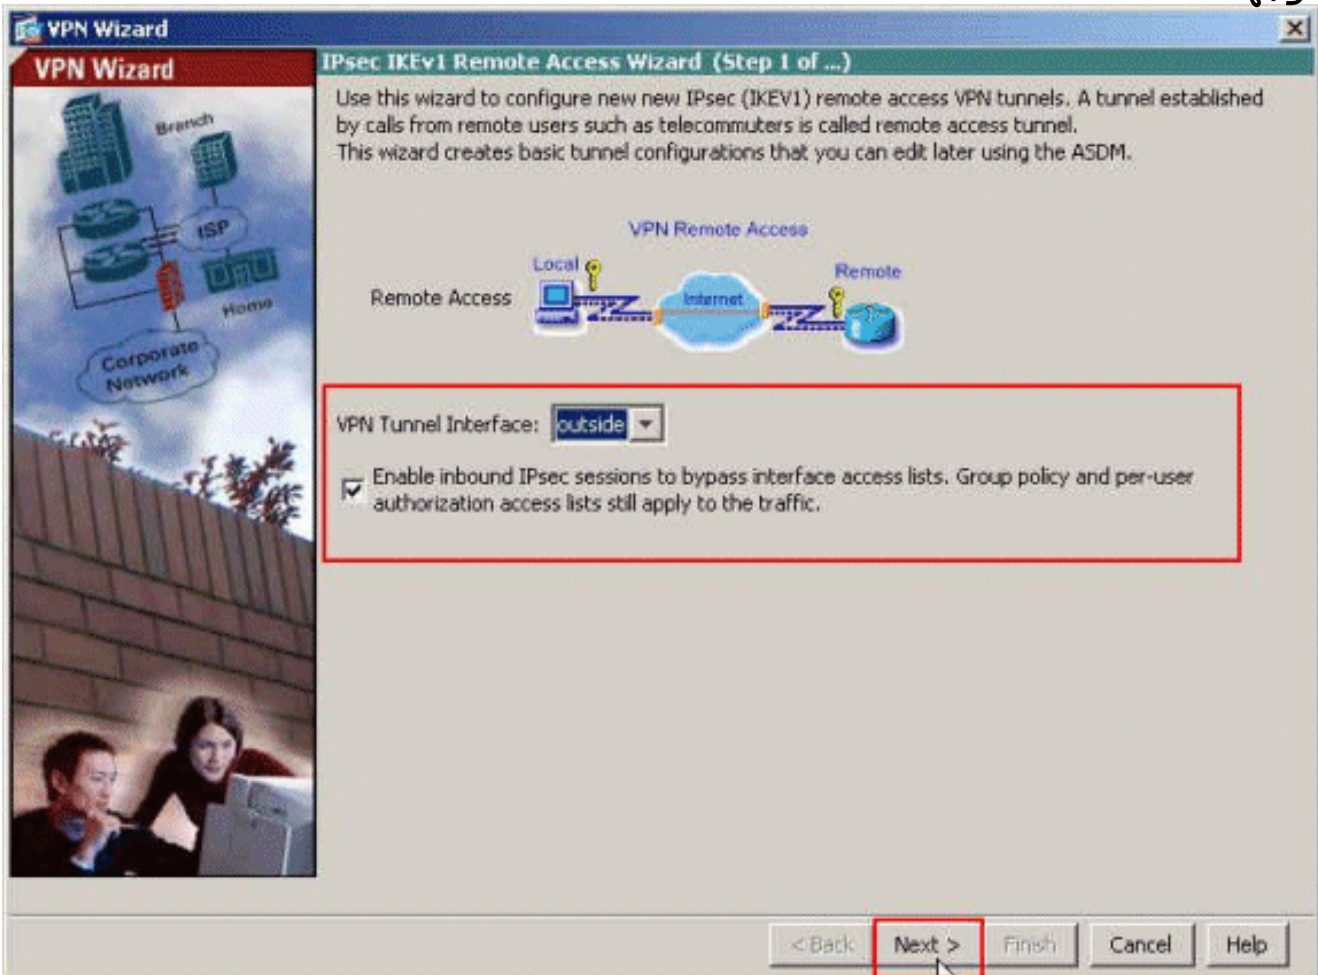 VPN Wizard
VPN Wizard
IPsec IKEv1 Remote Access Wizard (Step 1 of ...)
Use this wizard to configure new new IPsec (IKEV1) remote access VPN tunnels. A tunnel established
by calls from remote users such as telecommuters is called remote access tunnel.
This wizard creates basic tunnel configurations that you can edit later using the ASDM.
Branch
ISP
Home
Corporate
Network
VPN Remote Access
Local
Remote
Remote Access
Internet
VPN Tunnel Interface: outside
Enable inbound IPsec sessions to bypass interface access lists. Group policy and per-user
authorization access lists still apply to the traffic.
< Back Next > Finish Cancel Help